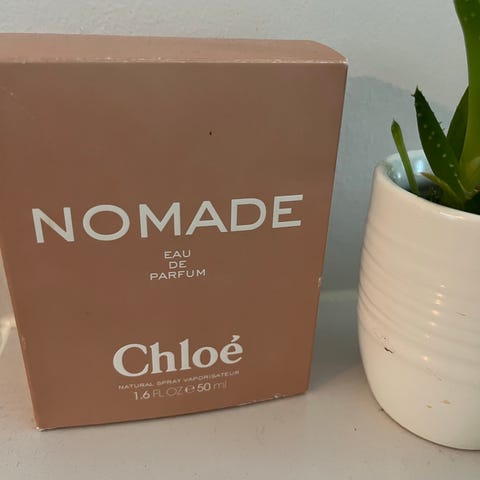 NOMADE
EAU
DE
PARFUM
Chloé
NATURAL SPRAY VAPORISATEUR
1.6 FL OZ ℮ 50 ml